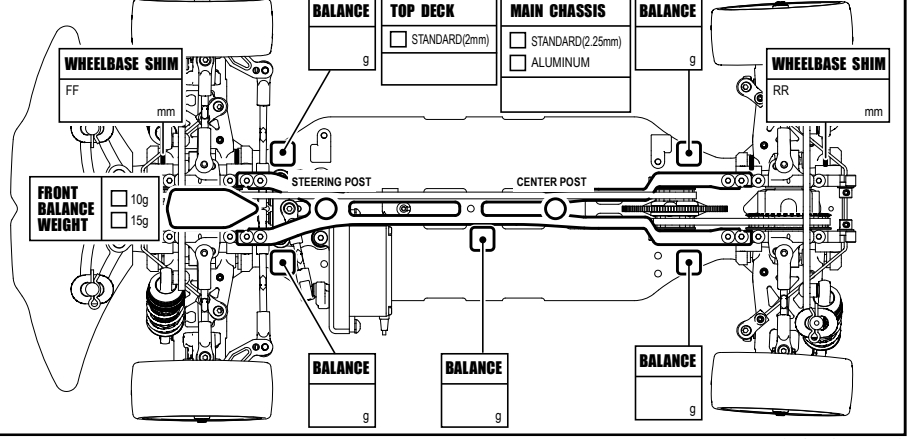 BALANCE
g
TOP DECK
STANDARD(2mm)
MAIN CHASSIS
STANDARD(2.25mm)
ALUMINUM
BALANCE
g
WHEELBASE SHIM
FF
mm
WHEELBASE SHIM
RR
mm
STEERING POST
CENTER POST
FRONT
BALANCE
WEIGHT
10g
15g
BALANCE
g
BALANCE
g
BALANCE
g